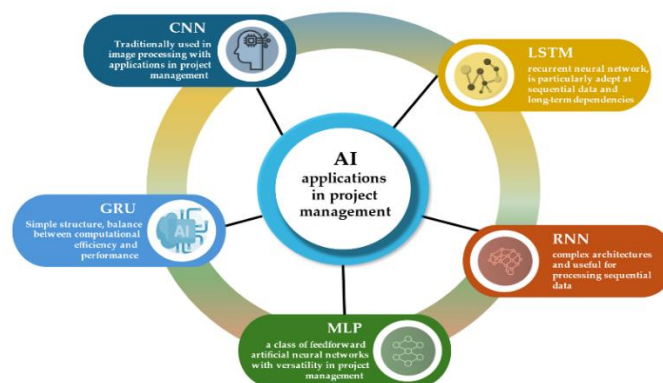 CNN
Traditionally used in
image processing with
applications in project
management
LSTM
recurrent neural network,
is particularly adept at
sequential data and
long-term dependencies
AI
applications
in project
management
GRU
Simple structure, balance
between computational
efficiency and
performance
AI
RNN
complex architectures
and useful for
processing sequential
data
MLP
a class of feedforward
artificial neural networks
with versatility in project
management